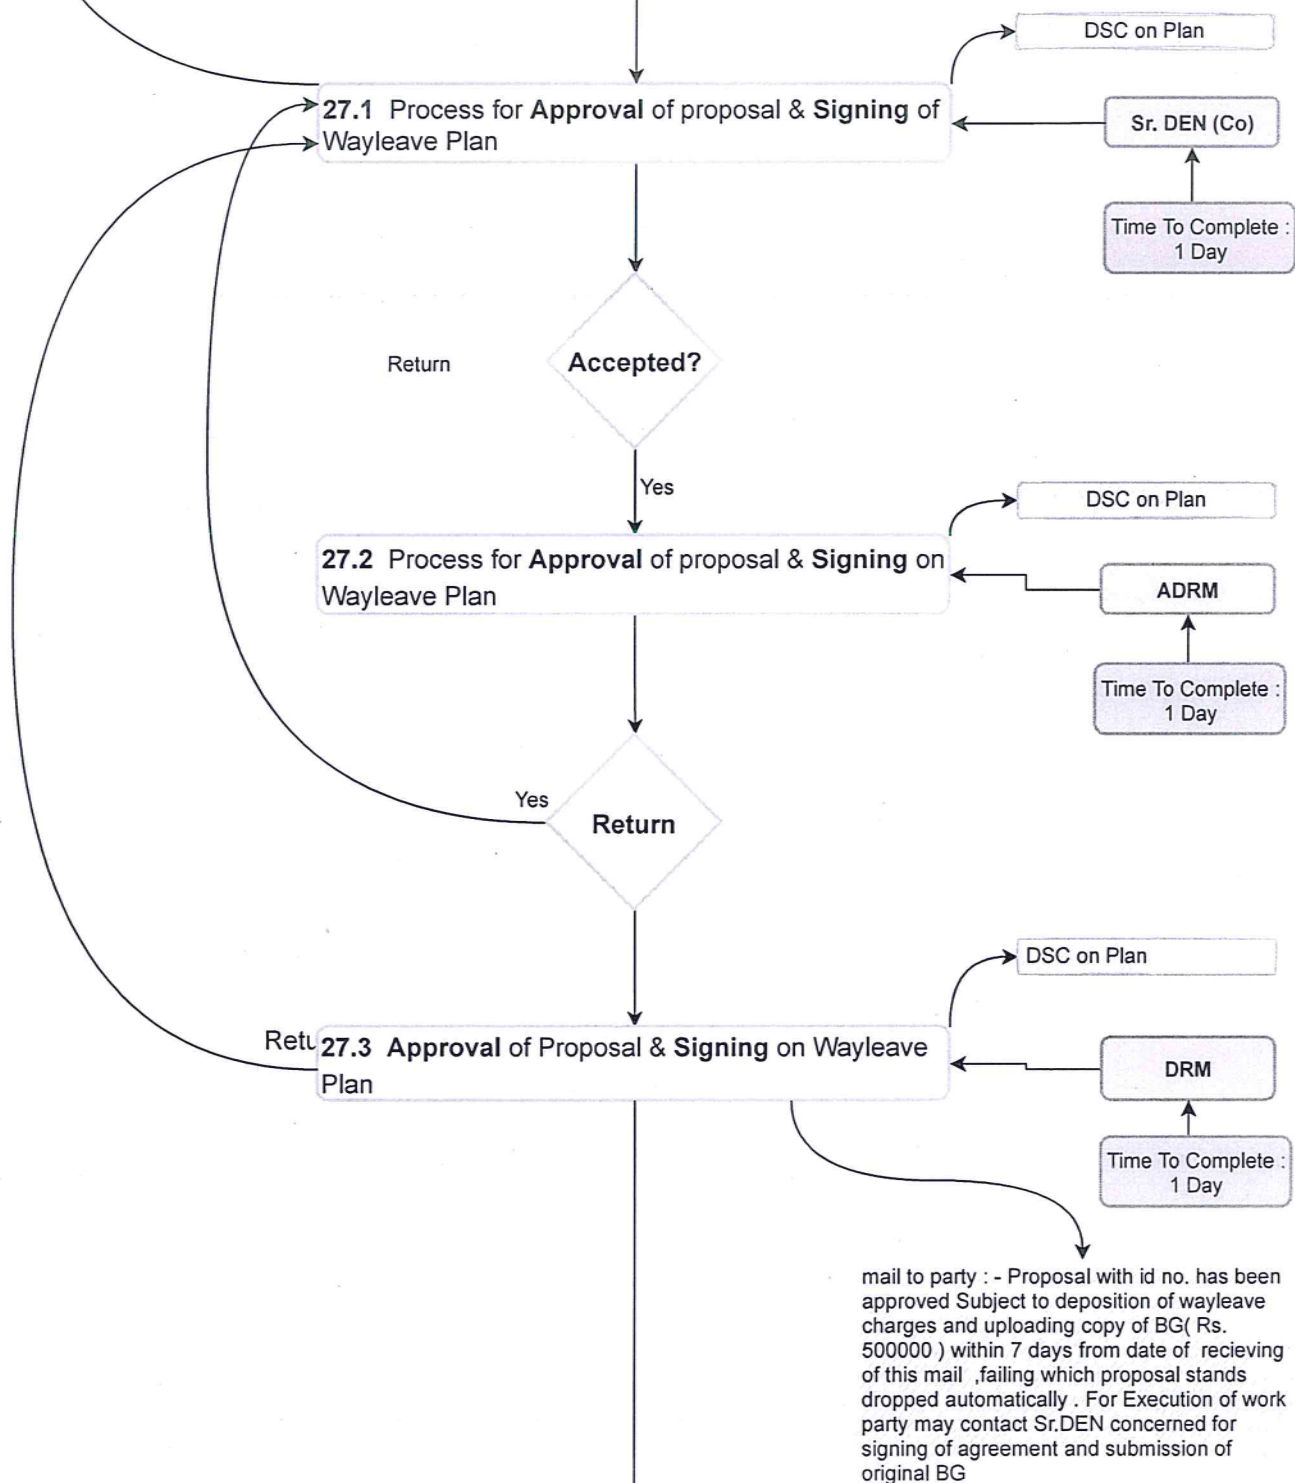 DSC on Plan
27.1 Process for Approval of proposal & Signing of
Wayleave Plan
Sr. DEN (Co)
Time To Complete :
1 Day
Return
Accepted?
Yes
DSC on Plan
27.2 Process for Approval of proposal & Signing on
Wayleave Plan
ADRM
Time To Complete :
1 Day
Yes
Return
DSC on Plan
Retu
27.3 Approval of Proposal & Signing on Wayleave
Plan
DRM
Time To Complete :
1 Day
mail to party : - Proposal with id no. has been
approved Subject to deposition of wayleave
charges and uploading copy of BG( Rs.
500000 ) within 7 days from date of recieving
of this mail ,failing which proposal stands
dropped automatically . For Execution of work
party may contact Sr.DEN concerned for
signing of agreement and submission of
original BG